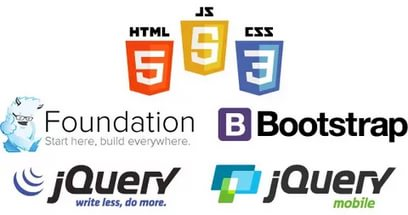 JS
HTML
CSS
5
5
3
Foundation
Start here, build everywhere.
B Bootstrap
jQuery
write less, do more.
jQuery
mobile